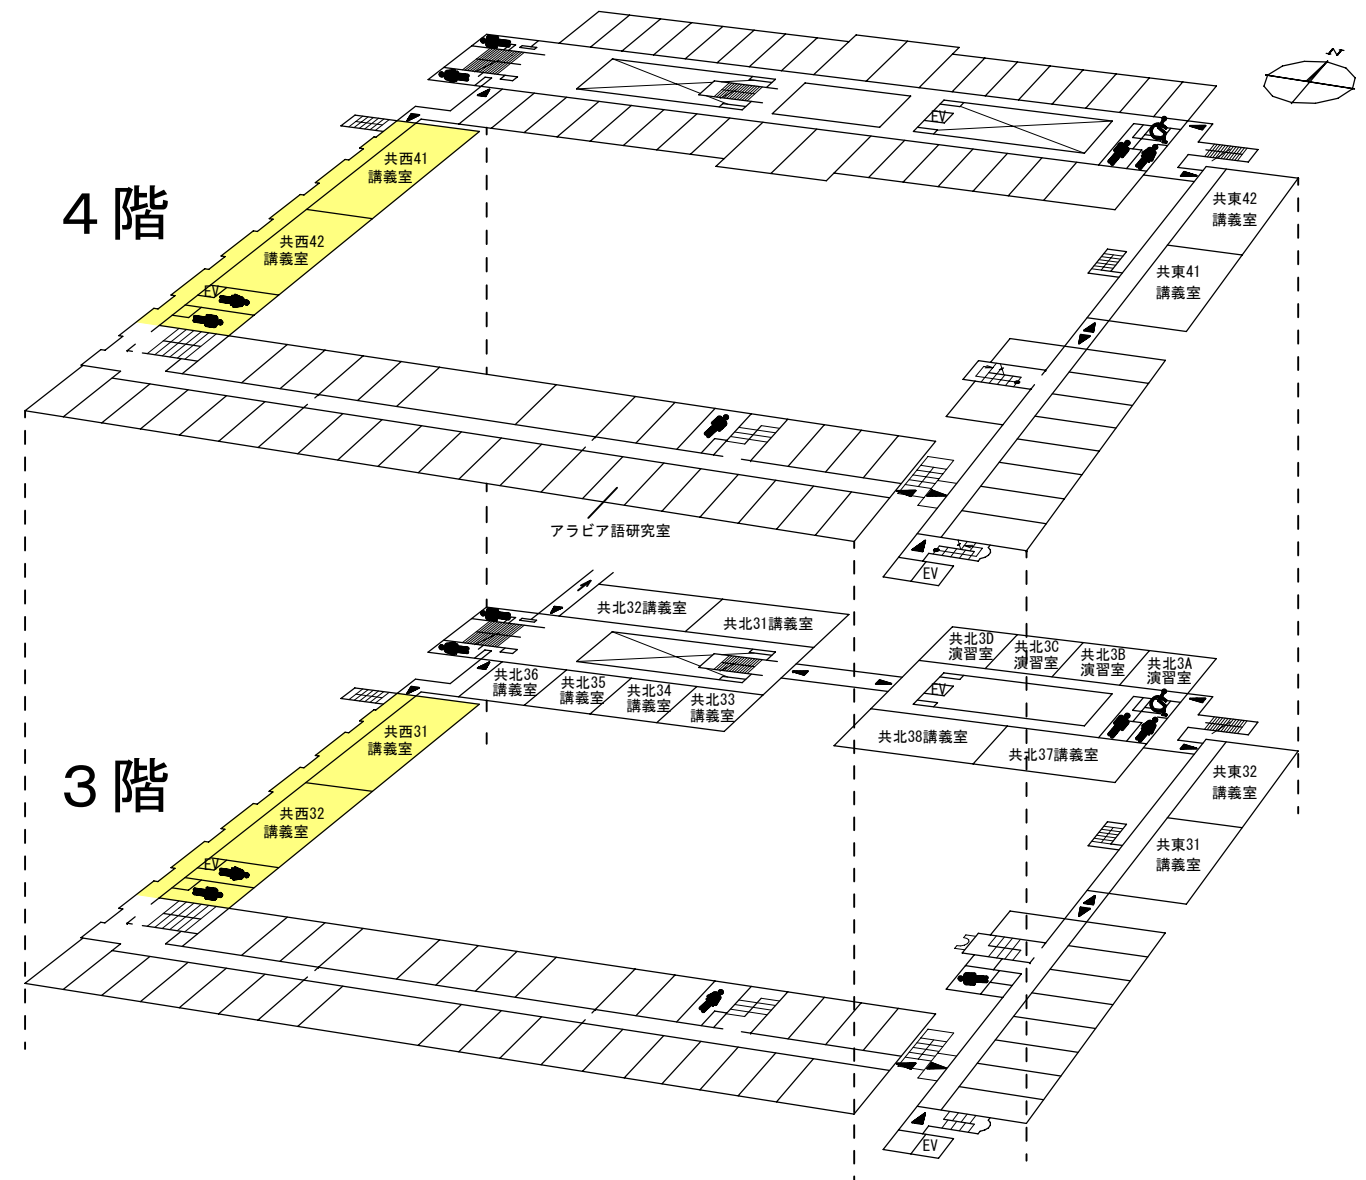 N
EV
共西41
講義室
４階
共東42
講義室
共西42
講義室
共東41
講義室
EV
アラビア語研究室
EV
共北32講義室
共北31講義室
共北3D
演習室
共北3C
演習室
共北3B
演習室
共北3A
演習室
共北36
講義室
共北35
講義室
共北34
講義室
共北33
講義室
EV
共西31
講義室
共北38講義室
共北37講義室
３階
共東32
講義室
共西32
講義室
共東31
講義室
EV
EV